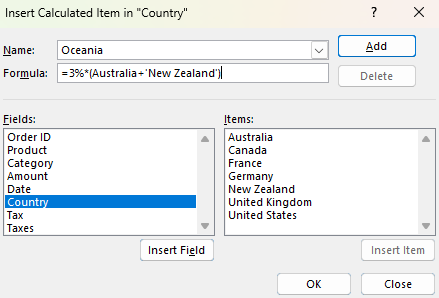 Insert Calculated Item in "Country"
? ×
Name: Oceania Add
Formula: =3%*(Australia+'New Zealand') Delete
Fields: Items:
Order ID Australia
Product Canada
Category France
Amount Germany
Date New Zealand
Country United Kingdom
Tax United States
Taxes
Insert Field Insert Item
OK Close